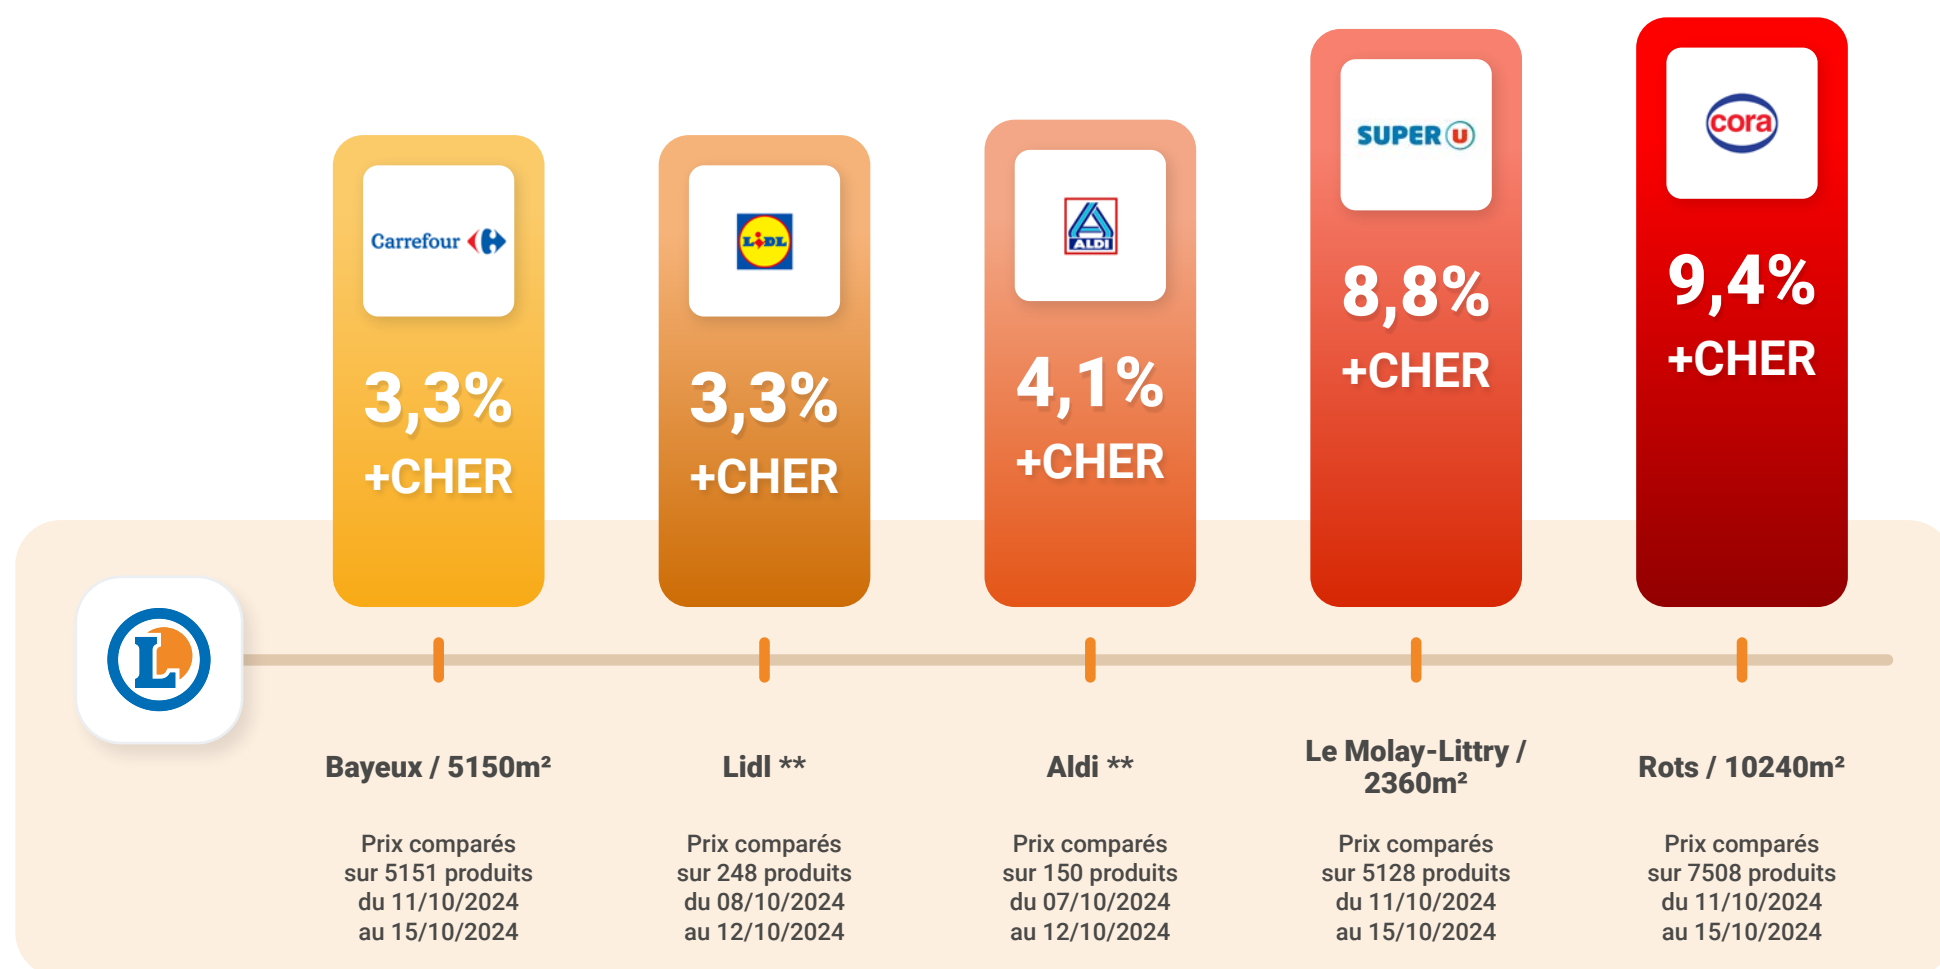 Carrefour
3,3%
+CHER
LIDL
3,3%
+CHER
ALDI
4,1%
+CHER
SUPER U
8,8%
+CHER
cora
9,4%
+CHER
L
Bayeux / 5150m²
Prix comparés
sur 5151 produits
du 11/10/2024
au 15/10/2024
Lidl **
Prix comparés
sur 248 produits
du 08/10/2024
au 12/10/2024
Aldi **
Prix comparés
sur 150 produits
du 07/10/2024
au 12/10/2024
Le Molay-Littry /
2360m²
Prix comparés
sur 5128 produits
du 11/10/2024
au 15/10/2024
Rots / 10240m²
Prix comparés
sur 7508 produits
du 11/10/2024
au 15/10/2024